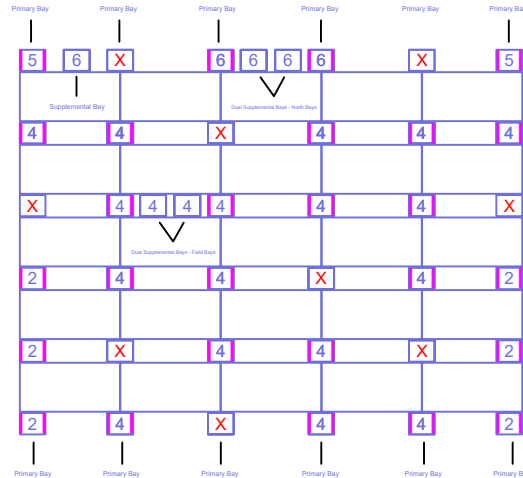 Primary Bay Primary Bay Primary Bay Primary Bay Primary Bay Primary Ba
5 6 X 6 6 6 6 X 5
Supplemental Bay Dual Supplemental Bays - North Bays
4 4 X 4 4 4
X 4 4 4 4 4 4 X
Dual Supplemental Bays - Field Bays
2 4 4 X 4 2
2 X 4 4 X 2
2 4 X 4 4 2
Primary Bay Primary Bay Primary Bay Primary Bay Primary Bay Primary B